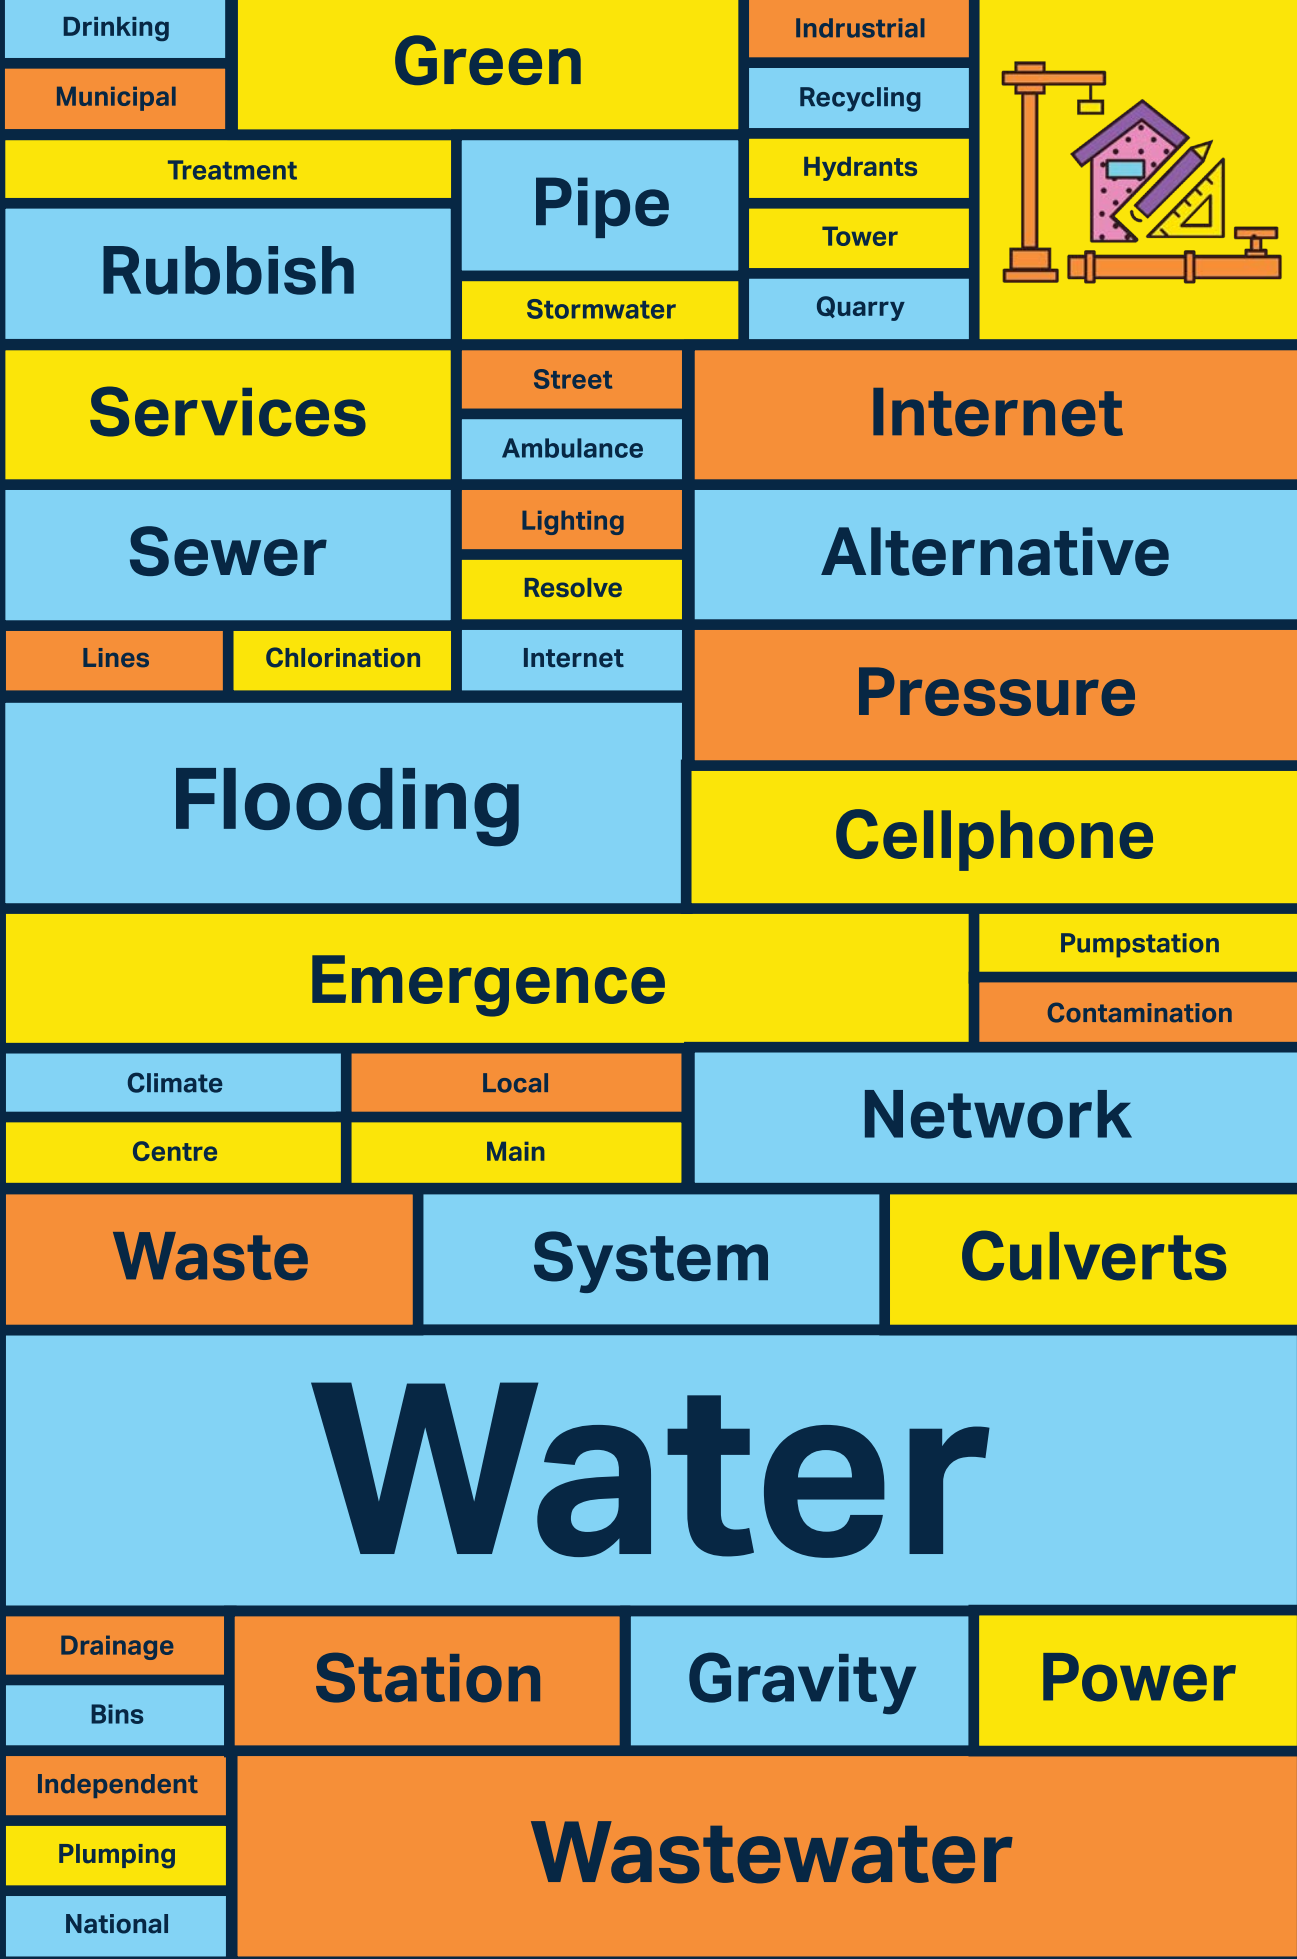 Drinking
Municipal
Green
Indrustrial
Recycling
Treatment
Rubbish
Pipe
Stormwater
Hydrants
Tower
Quarry
Services
Street
Ambulance
Internet
Sewer
Lighting
Resolve
Alternative
Lines
Chlorination
Internet
Pressure
Flooding
Cellphone
Emergence
Pumpstation
Contamination
Climate
Local
Centre
Main
Network
Waste
System
Culverts
Water
Drainage
Bins
Station
Gravity
Power
Independent
Plumping
National
Wastewater